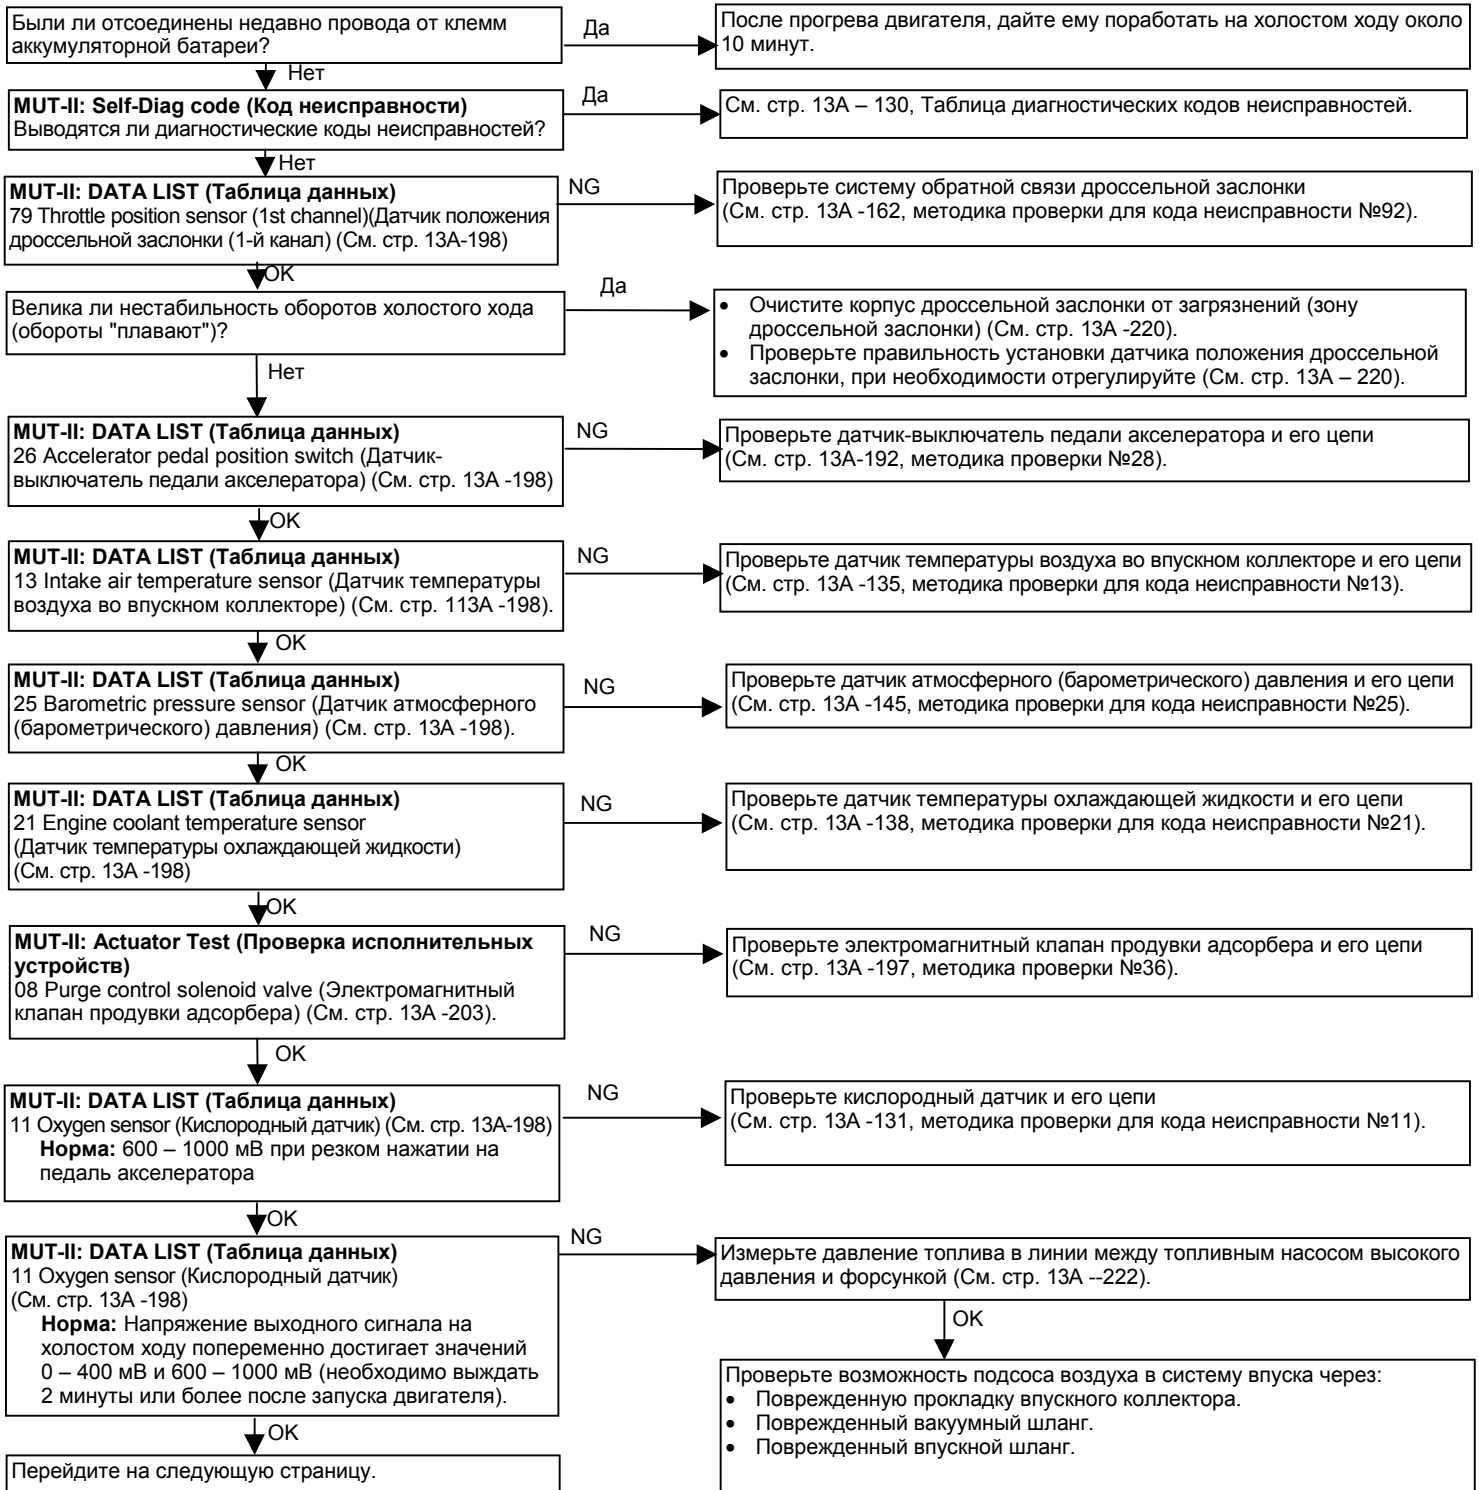 Были ли отсоединены недавно провода от клемм
аккумуляторной батареи?
Да
После прогрева двигателя, дайте ему поработать на холостом ходу около
10 минут.
Нет
MUT-II: Self-Diag code (Код неисправности)
Выводятся ли диагностические коды неисправностей?
Да
См. стр. 13A – 130, Таблица диагностических кодов неисправностей.
Нет
MUT-II: DATA LIST (Таблица данных)
79 Throttle position sensor (1st channel)(Датчик положения
дроссельной заслонки (1-й канал) (См. стр. 13A-198)
NG
Проверьте систему обратной связи дроссельной заслонки
(См. стр. 13A -162, методика проверки для кода неисправности №92).
OK
Велика ли нестабильность оборотов холостого хода
(обороты "плавают")?
Да
• Очистите корпус дроссельной заслонки от загрязнений (зону
дроссельной заслонки) (См. стр. 13A -220).
• Проверьте правильность установки датчика положения дроссельной
заслонки, при необходимости отрегулируйте (См. стр. 13A – 220).
Нет
MUT-II: DATA LIST (Таблица данных)
26 Accelerator pedal position switch (Датчик-
выключатель педали акселератора) (См. стр. 13A -198)
NG
Проверьте датчик-выключатель педали акселератора и его цепи
(См. стр. 13A-192, методика проверки №28).
OK
MUT-II: DATA LIST (Таблица данных)
13 Intake air temperature sensor (Датчик температуры
воздуха во впускном коллекторе) (См. стр. 113A -198).
NG
Проверьте датчик температуры воздуха во впускном коллекторе и его цепи
(См. стр. 13A -135, методика проверки для кода неисправности №13).
OK
MUT-II: DATA LIST (Таблица данных)
25 Barometric pressure sensor (Датчик атмосферного
(барометрического) давления) (См. стр. 13A -198).
NG
Проверьте датчик атмосферного (барометрического) давления и его цепи
(См. стр. 13A -145, методика проверки для кода неисправности №25).
OK
MUT-II: DATA LIST (Таблица данных)
21 Engine coolant temperature sensor
(Датчик температуры охлаждающей жидкости)
(См. стр. 13A -198)
NG
Проверьте датчик температуры охлаждающей жидкости и его цепи
(См. стр. 13A -138, методика проверки для кода неисправности №21).
OK
MUT-II: Actuator Test (Проверка исполнительных
устройств)
08 Purge control solenoid valve (Электромагнитный
клапан продувки адсорбера) (См. стр. 13A -203).
NG
Проверьте электромагнитный клапан продувки адсорбера и его цепи
(См. стр. 13A -197, методика проверки №36).
OK
MUT-II: DATA LIST (Таблица данных)
11 Oxygen sensor (Кислородный датчик) (См. стр. 13A-198)
Норма: 600 – 1000 мВ при резком нажатии на
педаль акселератора
NG
Проверьте кислородный датчик и его цепи
(См. стр. 13A -131, методика проверки для кода неисправности №11).
OK
MUT-II: DATA LIST (Таблица данных)
11 Oxygen sensor (Кислородный датчик)
(См. стр. 13A -198)
Норма: Напряжение выходного сигнала на
холостом ходу попеременно достигает значений
0 – 400 мВ и 600 – 1000 мВ (необходимо выждать
2 минуты или более после запуска двигателя).
NG
Измерьте давление топлива в линии между топливным насосом высокого
давления и форсункой (См. стр. 13A --222).
OK
Проверьте возможность подсоса воздуха в систему впуска через:
• Поврежденную прокладку впускного коллектора.
• Поврежденный вакуумный шланг.
• Поврежденный впускной шланг.
OK
Перейдите на следующую страницу.